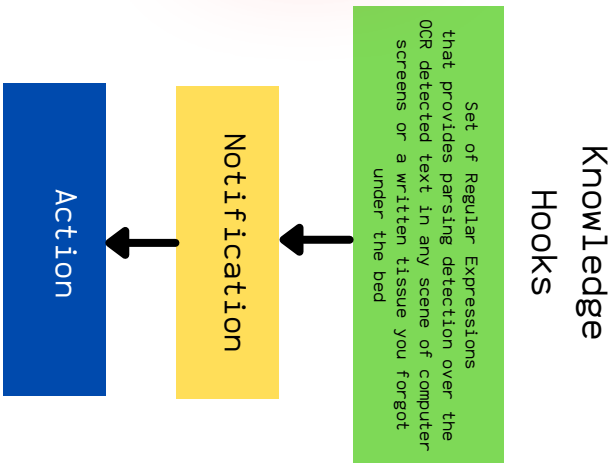 Knowledge
Hooks
Set of Regular Expressions
that provides parsing detection over the
OCR detected text in any scene of computer
screens or a written tissue you forgot
under the bed
Notification
Action